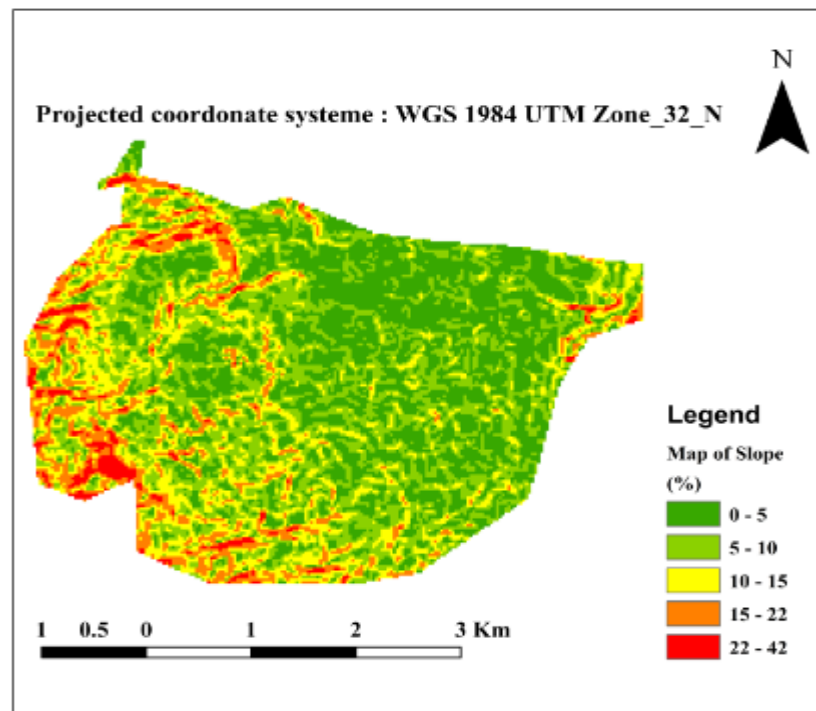 N
Projected coordonate systeme : WGS 1984 UTM Zone_32_N
Legend
Map of Slope
(%)
0 - 5
5 - 10
10 - 15
15 - 22
22 - 42
1 0.5 0 1 2 3 Km